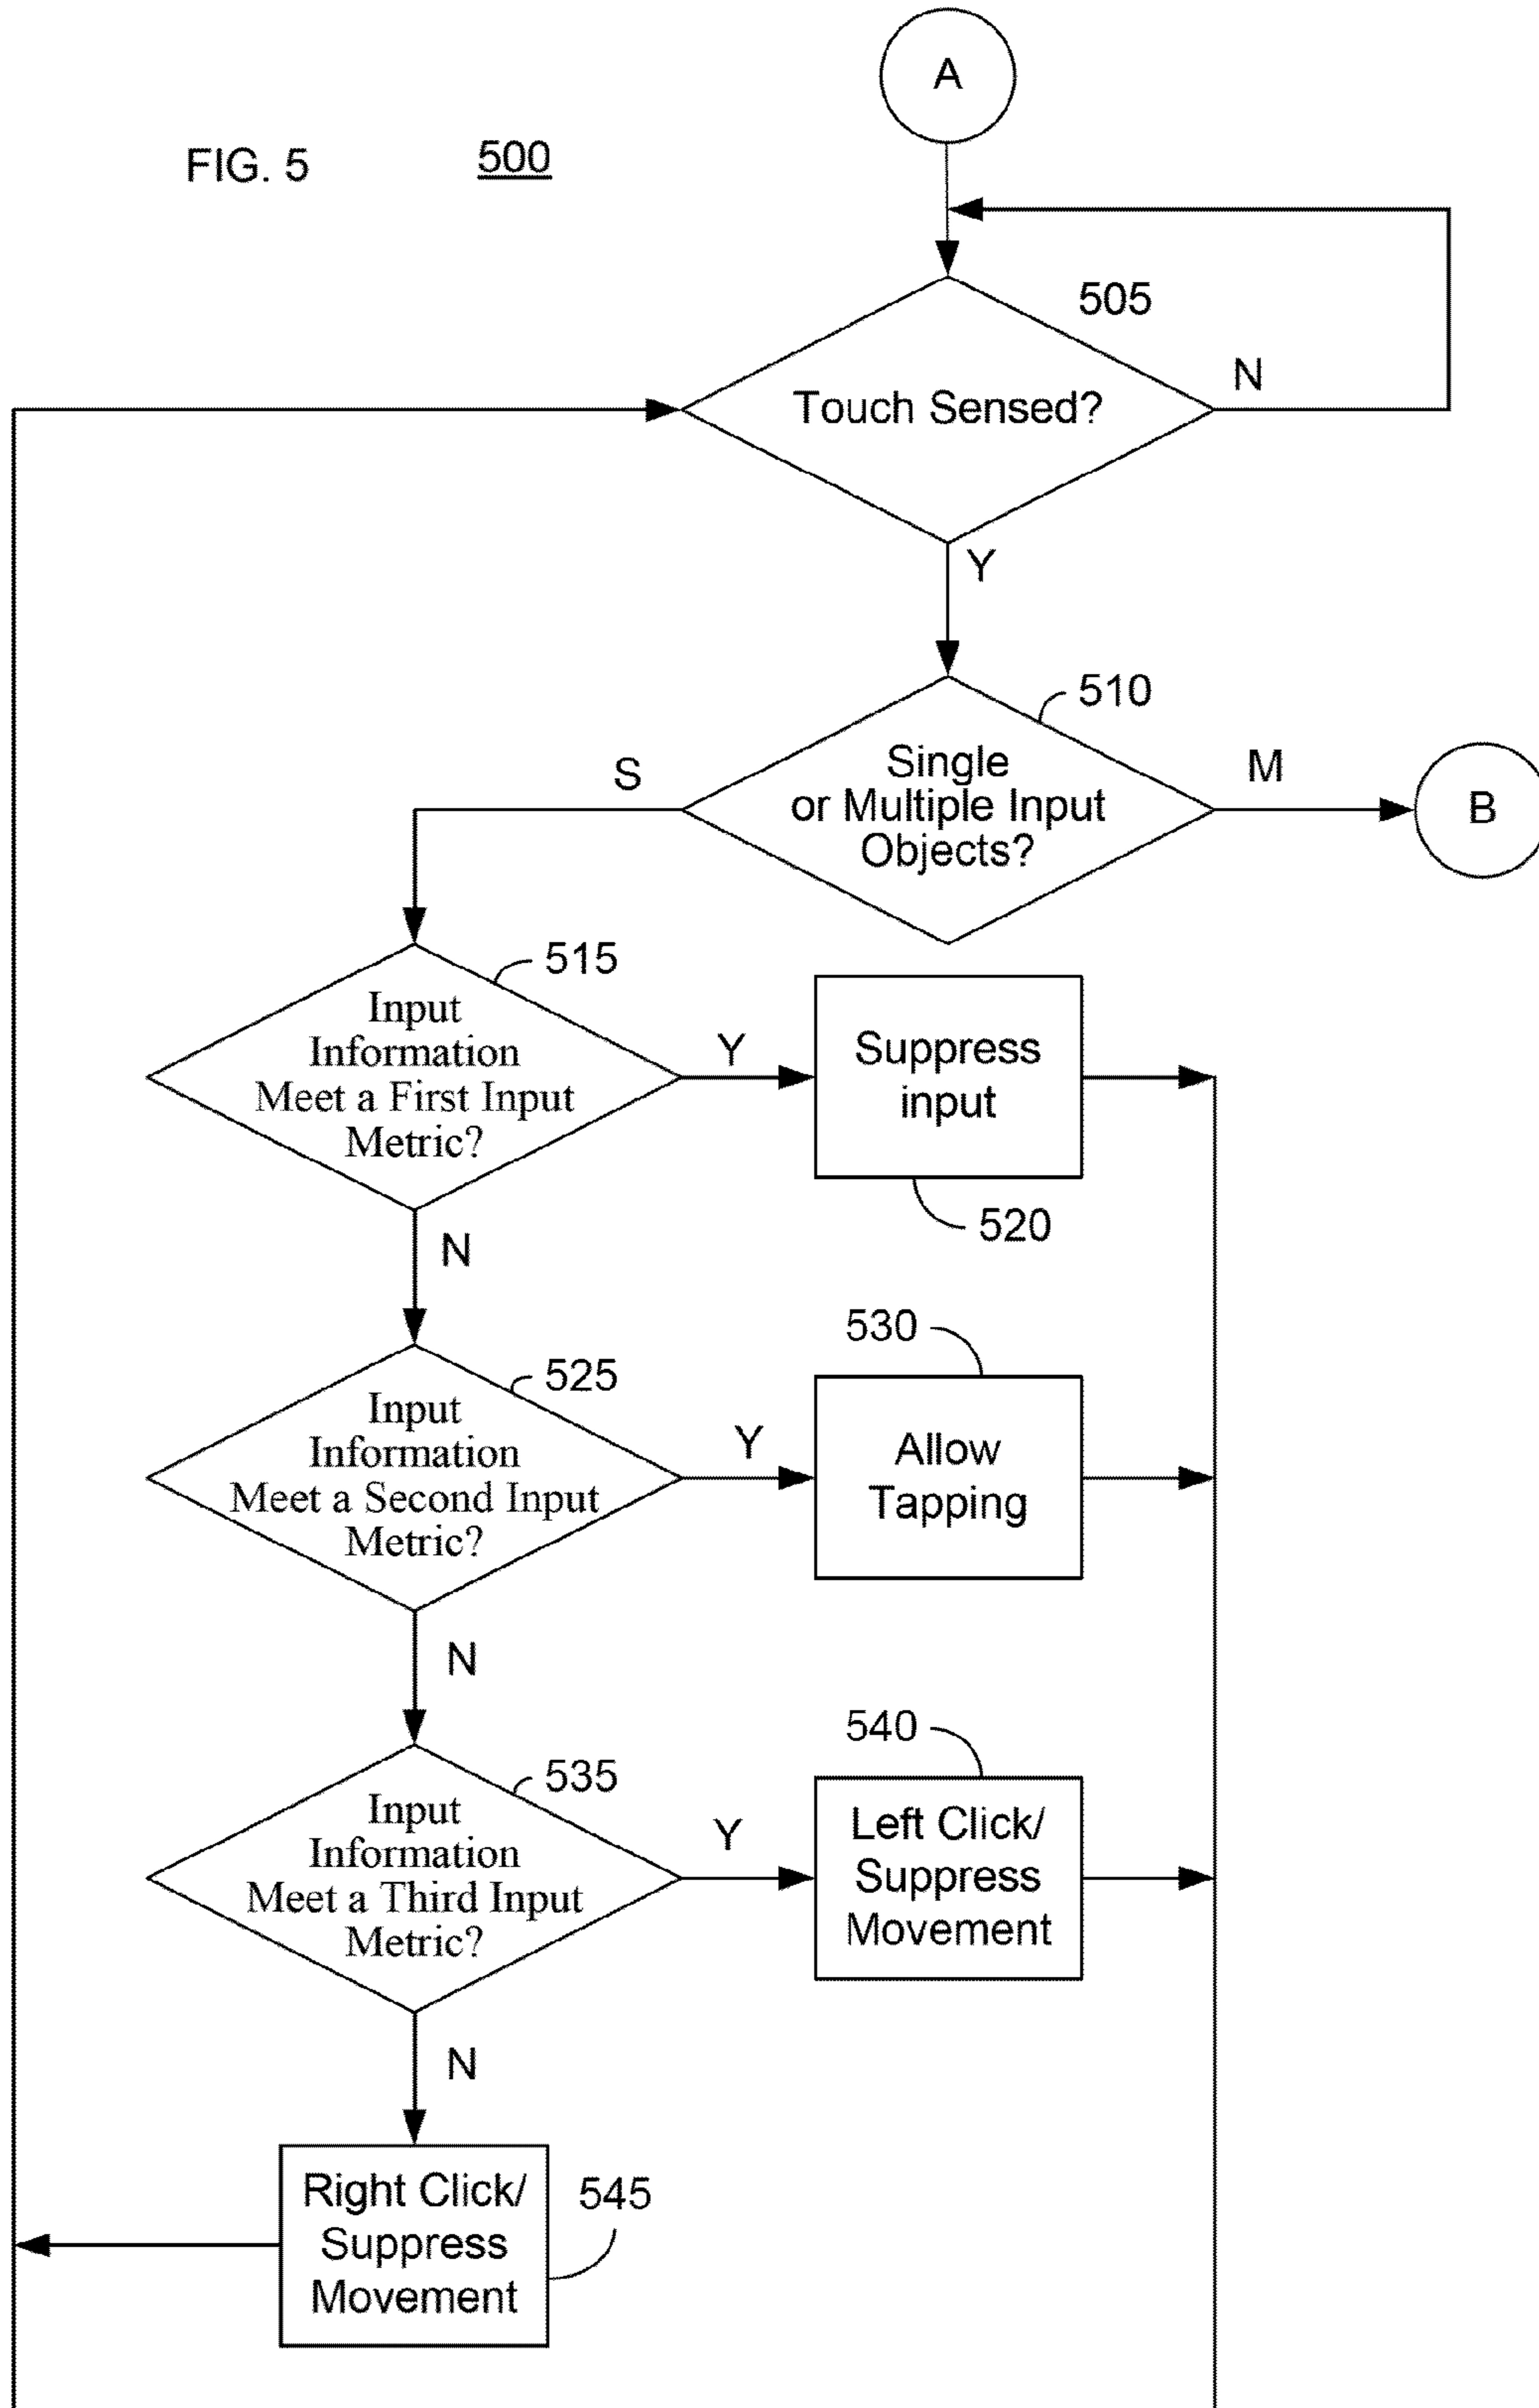 A
FIG. 5
500
505
Touch Sensed?
N
Y
510
Single
or Multiple Input
Objects?
S
M
B
515
Input
Information
Meet a First Input
Metric?
Y
Suppress
input
520
N
525
Input
Information
Meet a Second Input
Metric?
Y
530
Allow
Tapping
N
535
Input
Information
Meet a Third Input
Metric?
Y
540
Left Click/
Suppress
Movement
N
Right Click/
Suppress
Movement
545